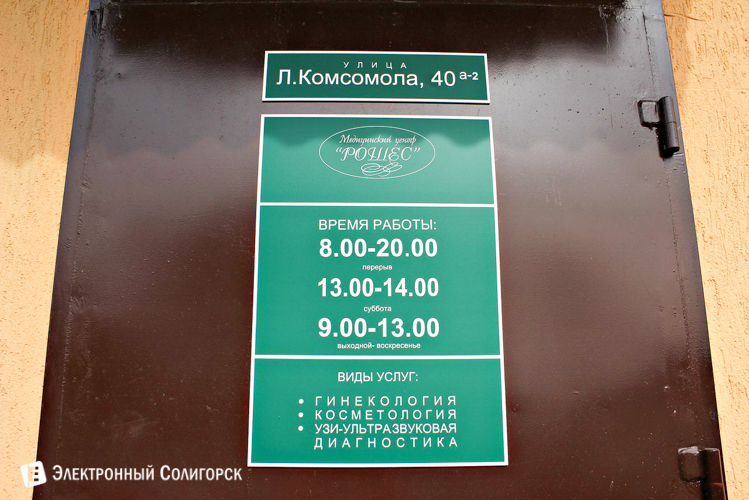 УЛИЦА
Л.Комсомола, 40 а-2
Медицинский центр
"РОШЕС"
ВРЕМЯ РАБОТЫ:
8.00-20.00
перерыв
13.00-14.00
суббота
9.00-13.00
выходной- воскресенье
ВИДЫ УСЛУГ:
• ГИНЕКОЛОГИЯ
• КОСМЕТОЛОГИЯ
• УЗИ-УЛЬТРАЗВУКОВАЯ
ДИАГНОСТИКА
Электронный Солигорск